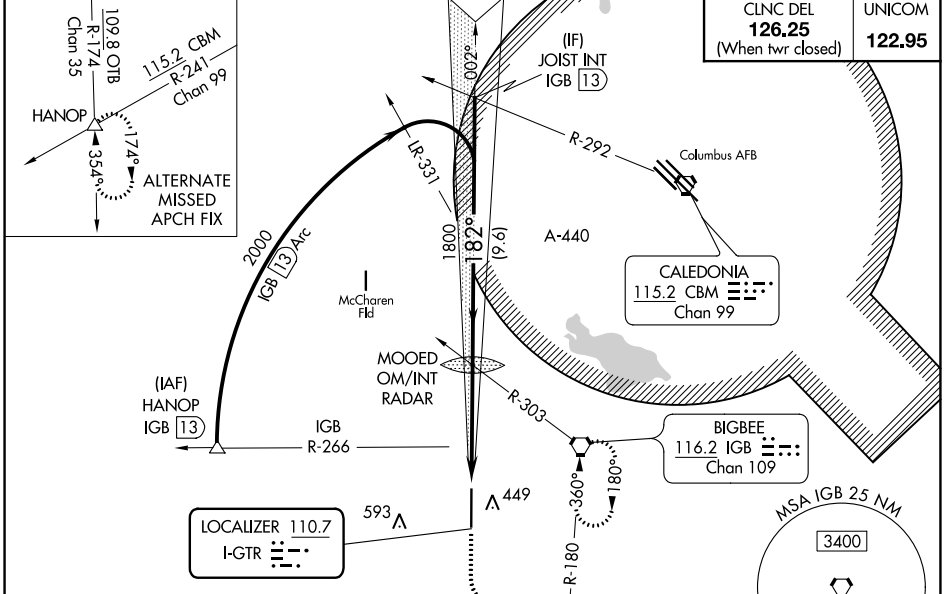 109.8 OTB
R-174
Chan 35
115.2 CBM
R-241
Chan 99
HANOP
174°
354°
ALTERNATE
MISSED
APCH FIX
CLNC DEL
126.25
(When twr closed)
UNICOM
122.95
(IF)
JOIST INT
IGB 13
002°
R-292
Columbus AFB
LR-331
2000
IGB 13 Arc
1800
182°
(9.6)
A-440
McCharen
Fld
CALEDONIA
115.2 CBM
Chan 99
MOOED
OM/INT
RADAR
R-303
(IAF)
HANOP
IGB 13
IGB
R-266
BIGBEE
116.2 IGB
Chan 109
360°
180°
R-180
593
449
LOCALIZER 110.7
I-GTR
MSA IGB 25 NM
3400